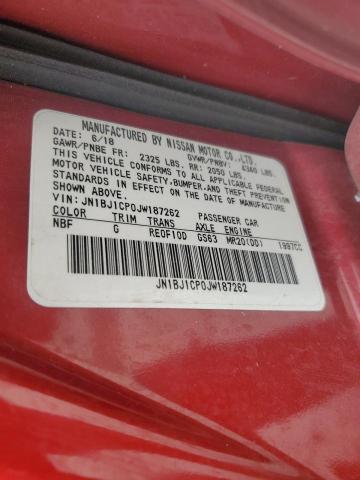 MANUFACTURED BY NISSAN MOTOR CO.,LTD.
DATE: 6/18 GVWR/PNBV: 4340 LBS.
GAWR/PNBE FR: 2325 LBS. RR: 2050 LBS.
THIS VEHICLE CONFORMS TO ALL APPLICABLE FEDERAL
MOTOR VEHICLE SAFETY,BUMPER,AND THEFT PREVENTION
STANDARDS IN EFFECT ON THE DATE OF MANUFACTURE
SHOWN ABOVE.
VIN: JN1BJ1CP0JW187262 PASSENGER CAR
COLOR TRIM TRANS AXLE ENGINE
NBF G RE0F10D GS63 MR20(DD) 1997CC
JN1BJ1CP0JW187262